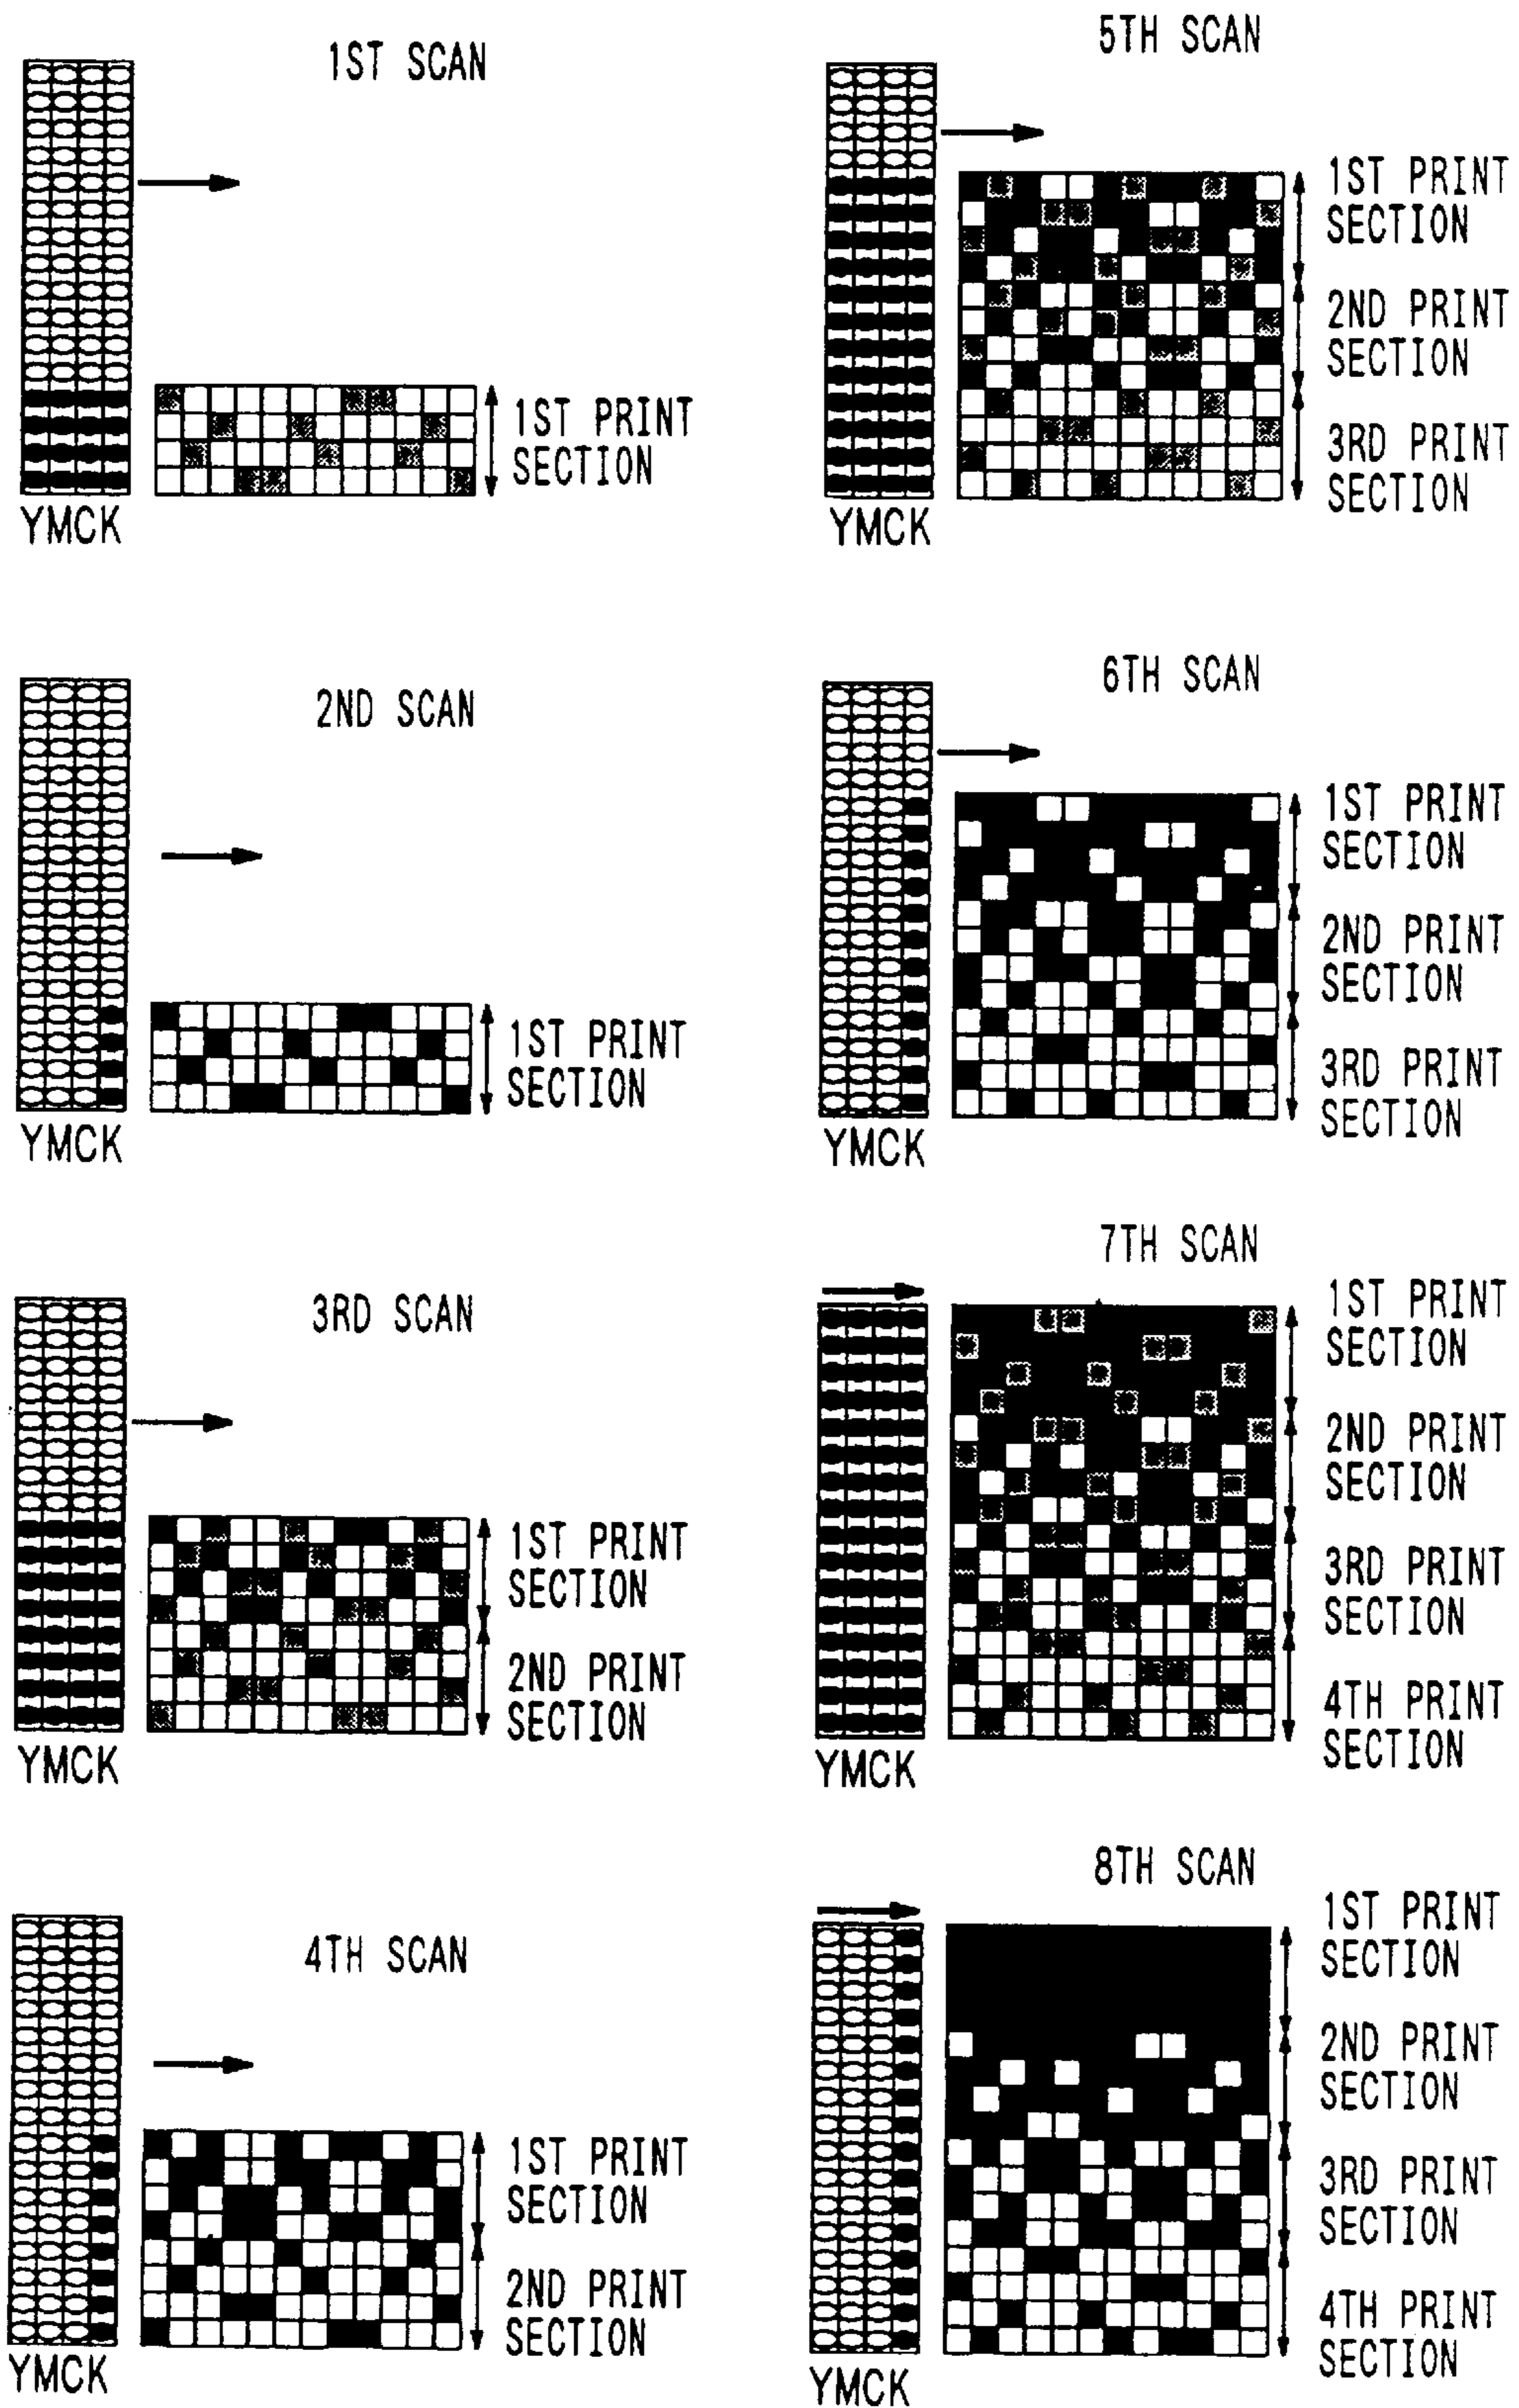 1ST SCAN
1ST PRINT
SECTION
YMCK
2ND SCAN
1ST PRINT
SECTION
YMCK
3RD SCAN
1ST PRINT
SECTION
2ND PRINT
SECTION
YMCK
4TH SCAN
1ST PRINT
SECTION
2ND PRINT
SECTION
YMCK
5TH SCAN
1ST PRINT
SECTION
2ND PRINT
SECTION
3RD PRINT
SECTION
YMCK
6TH SCAN
1ST PRINT
SECTION
2ND PRINT
SECTION
3RD PRINT
SECTION
YMCK
7TH SCAN
1ST PRINT
SECTION
2ND PRINT
SECTION
3RD PRINT
SECTION
4TH PRINT
SECTION
YMCK
8TH SCAN
1ST PRINT
SECTION
2ND PRINT
SECTION
3RD PRINT
SECTION
4TH PRINT
SECTION
YMCK